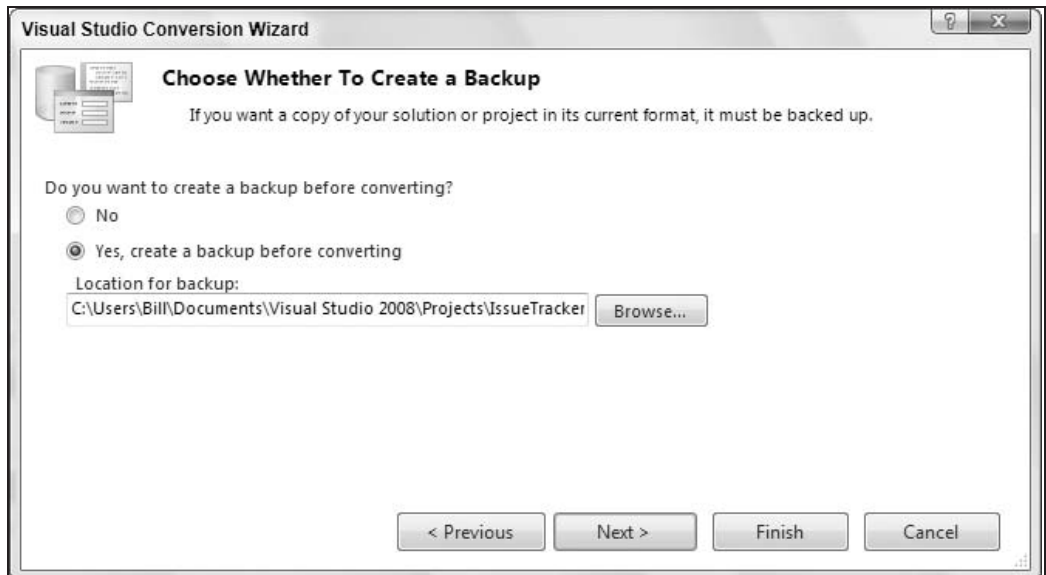 Visual Studio Conversion Wizard
Choose Whether To Create a Backup
If you want a copy of your solution or project in its current format, it must be backed up.
Do you want to create a backup before converting?
No
Yes, create a backup before converting
Location for backup:
C:\Users\Bill\Documents\Visual Studio 2008\Projects\IssueTracker
Browse...
< Previous
Next >
Finish
Cancel